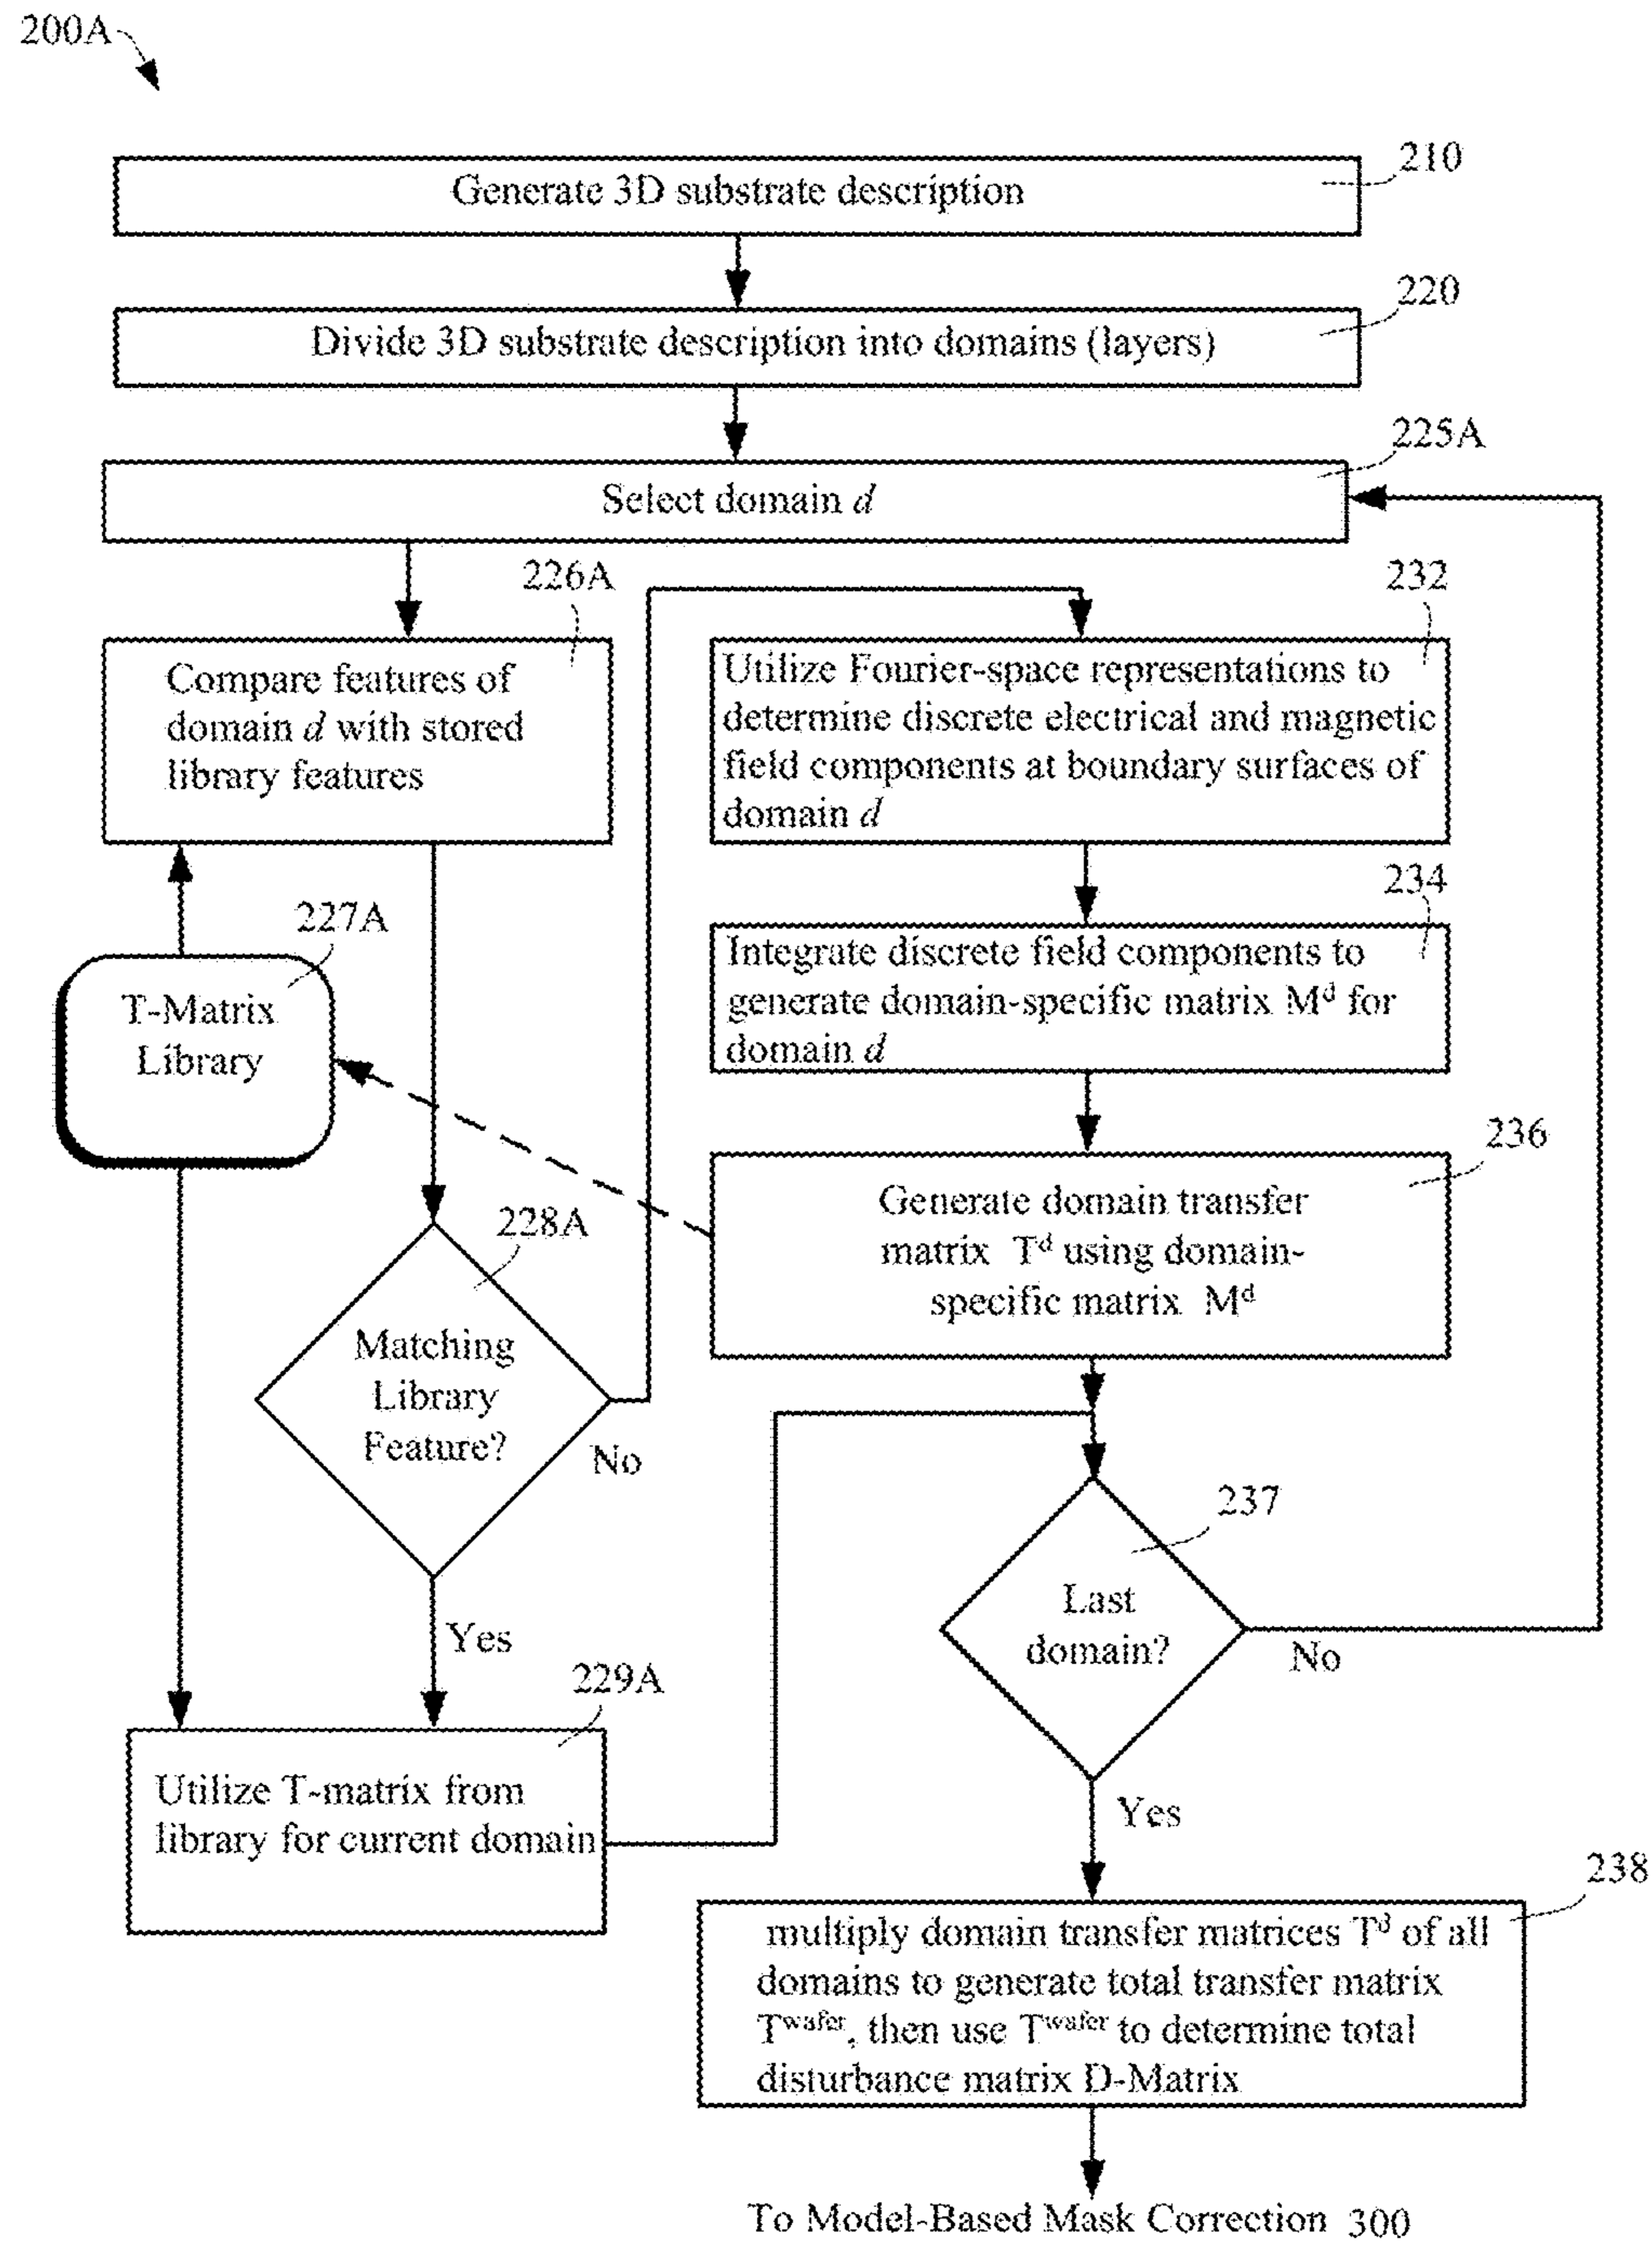 200A
210
Generate 3D substrate description
220
Divide 3D substrate description into domains (layers)
225A
Select domain d
226A
Compare features of
domain d with stored
library features
232
Utilize Fourier-space representations to
determine discrete electrical and magnetic
field components at boundary surfaces of
domain d
234
Integrate discrete field components to
generate domain-specific matrix Mᵈ for
domain d
227A
T-Matrix
Library
236
Generate domain transfer
matrix Tᵈ using domain-
specific matrix Mᵈ
228A
Matching
Library
Feature?
No
Yes
229A
Utilize T-matrix from
library for current domain
237
Last
domain?
No
Yes
238
multiply domain transfer matrices Tᵈ of all
domains to generate total transfer matrix
Tʷᵃᶠᵉʳ, then use Tʷᵃᶠᵉʳ to determine total
disturbance matrix D-Matrix
To Model-Based Mask Correction 300